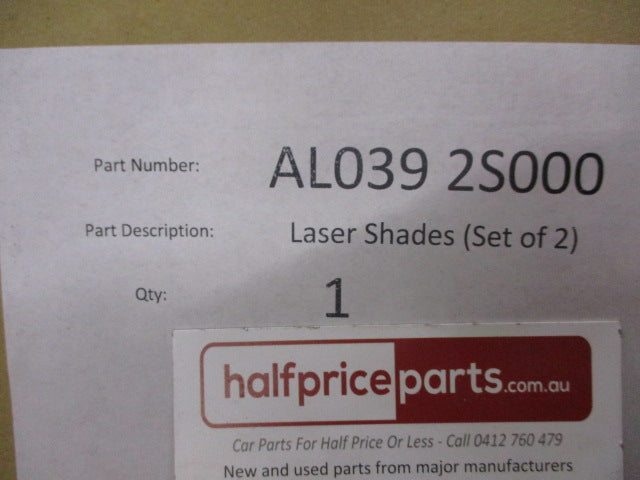 Part Number: AL039 2S000
Part Description: Laser Shades (Set of 2)
Qty: 1
halfpriceparts.com.au
Car Parts For Half Price Or Less - Call 0412 760 479
New and used parts from major manufacturers